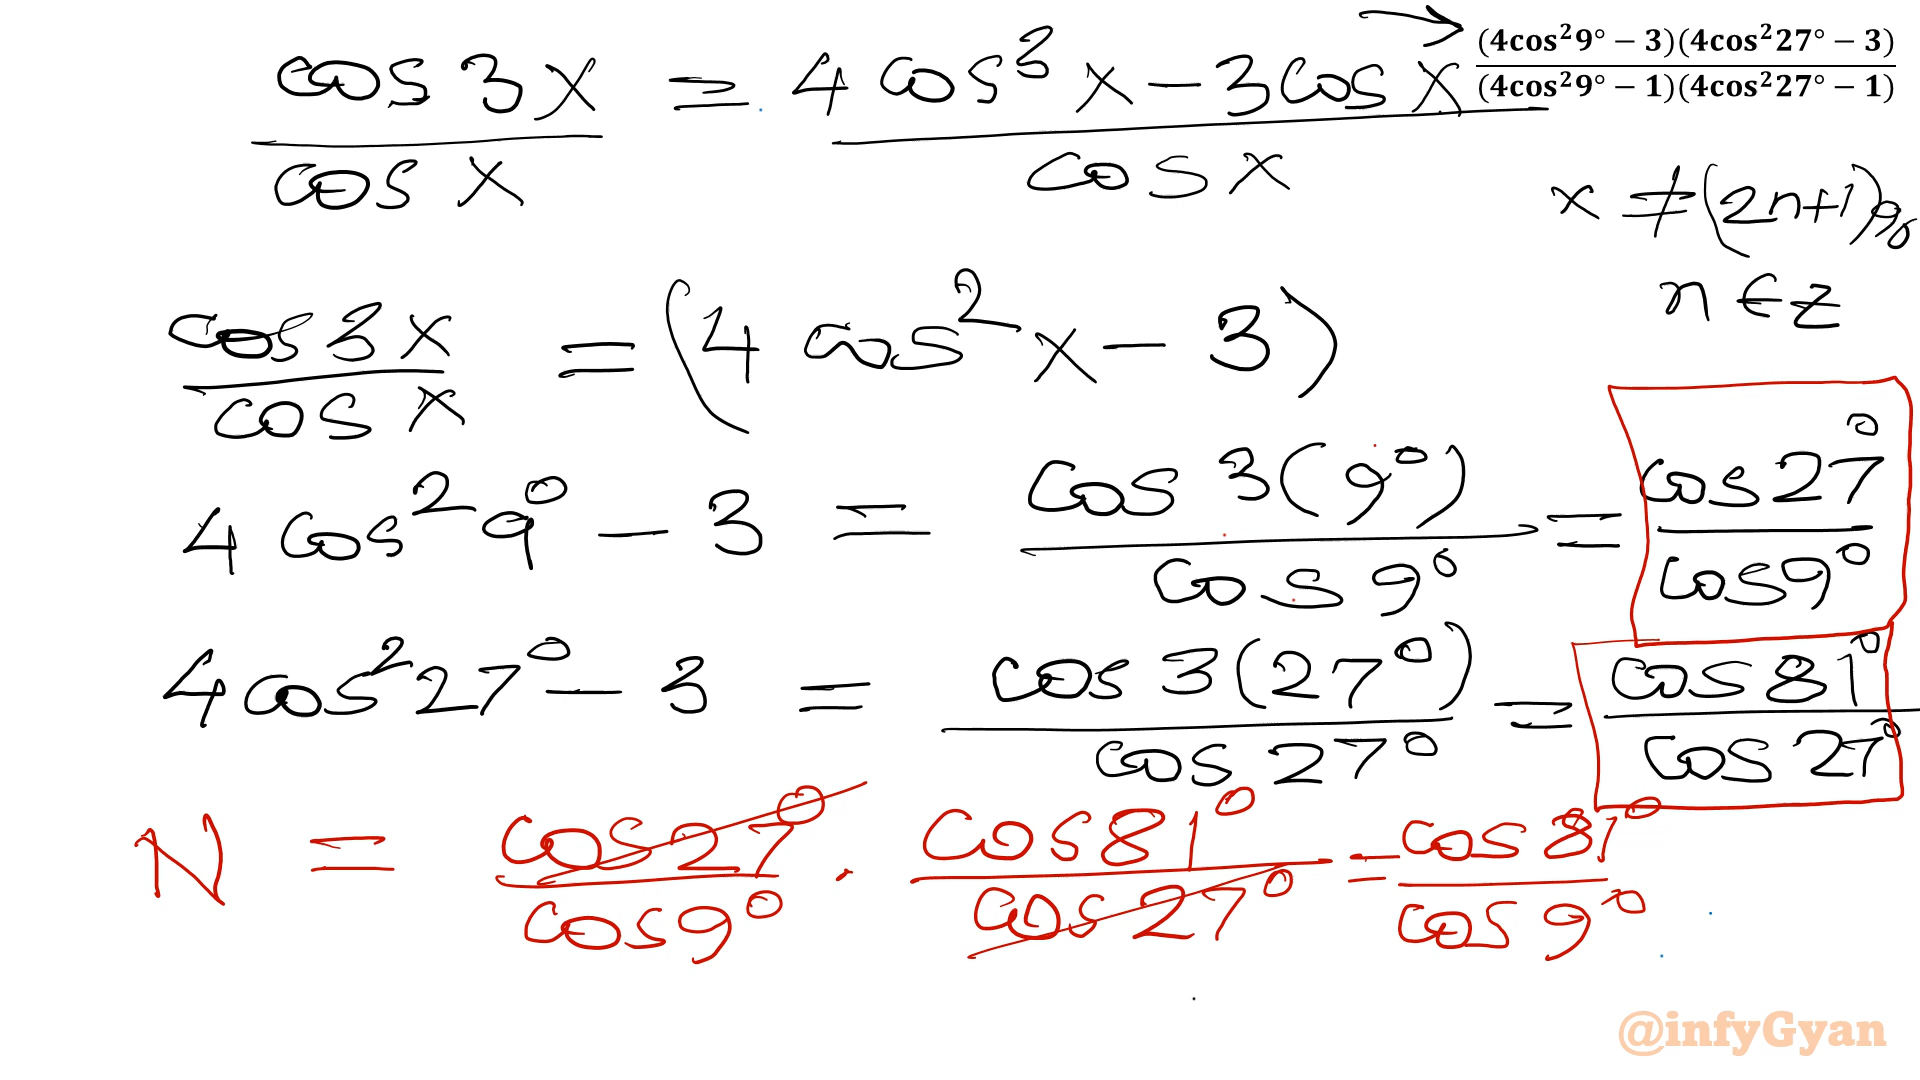 (4cos²9° − 3)(4cos²27° − 3) / (4cos²9° − 1)(4cos²27° − 1)
cos 3x / cos x = 4 cos³ x − 3 cos x / cos x
x ≠ (2n+1) 90
n ∈ z
cos 3x / cos x = (4 cos² x − 3)
4 cos² 9° − 3 = cos 3(9°) / cos 9° = cos 27° / cos 9°
4 cos² 27° − 3 = cos 3(27°) / cos 27° = cos 81° / cos 27°
N = cos 27° / cos 9° · cos 81° / cos 27° = cos 81° / cos 9°
@infyGyan